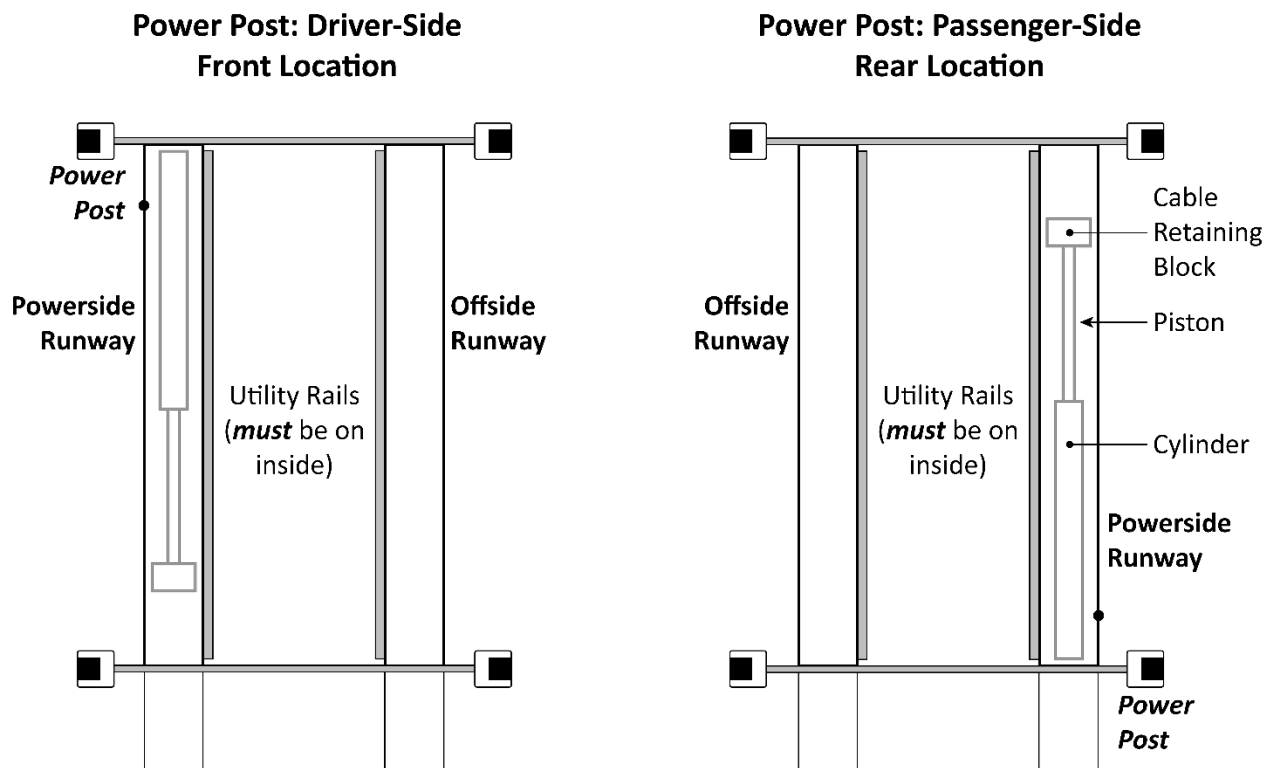 Power Post: Driver-Side
Front Location
Power
Post
Powerside
Runway
Offside
Runway
Utility Rails
(must be on
inside)
Power Post: Passenger-Side
Rear Location
Cable
Retaining
Block
Offside
Runway
Piston
Utility Rails
(must be on
inside)
Cylinder
Powerside
Runway
Power
Post